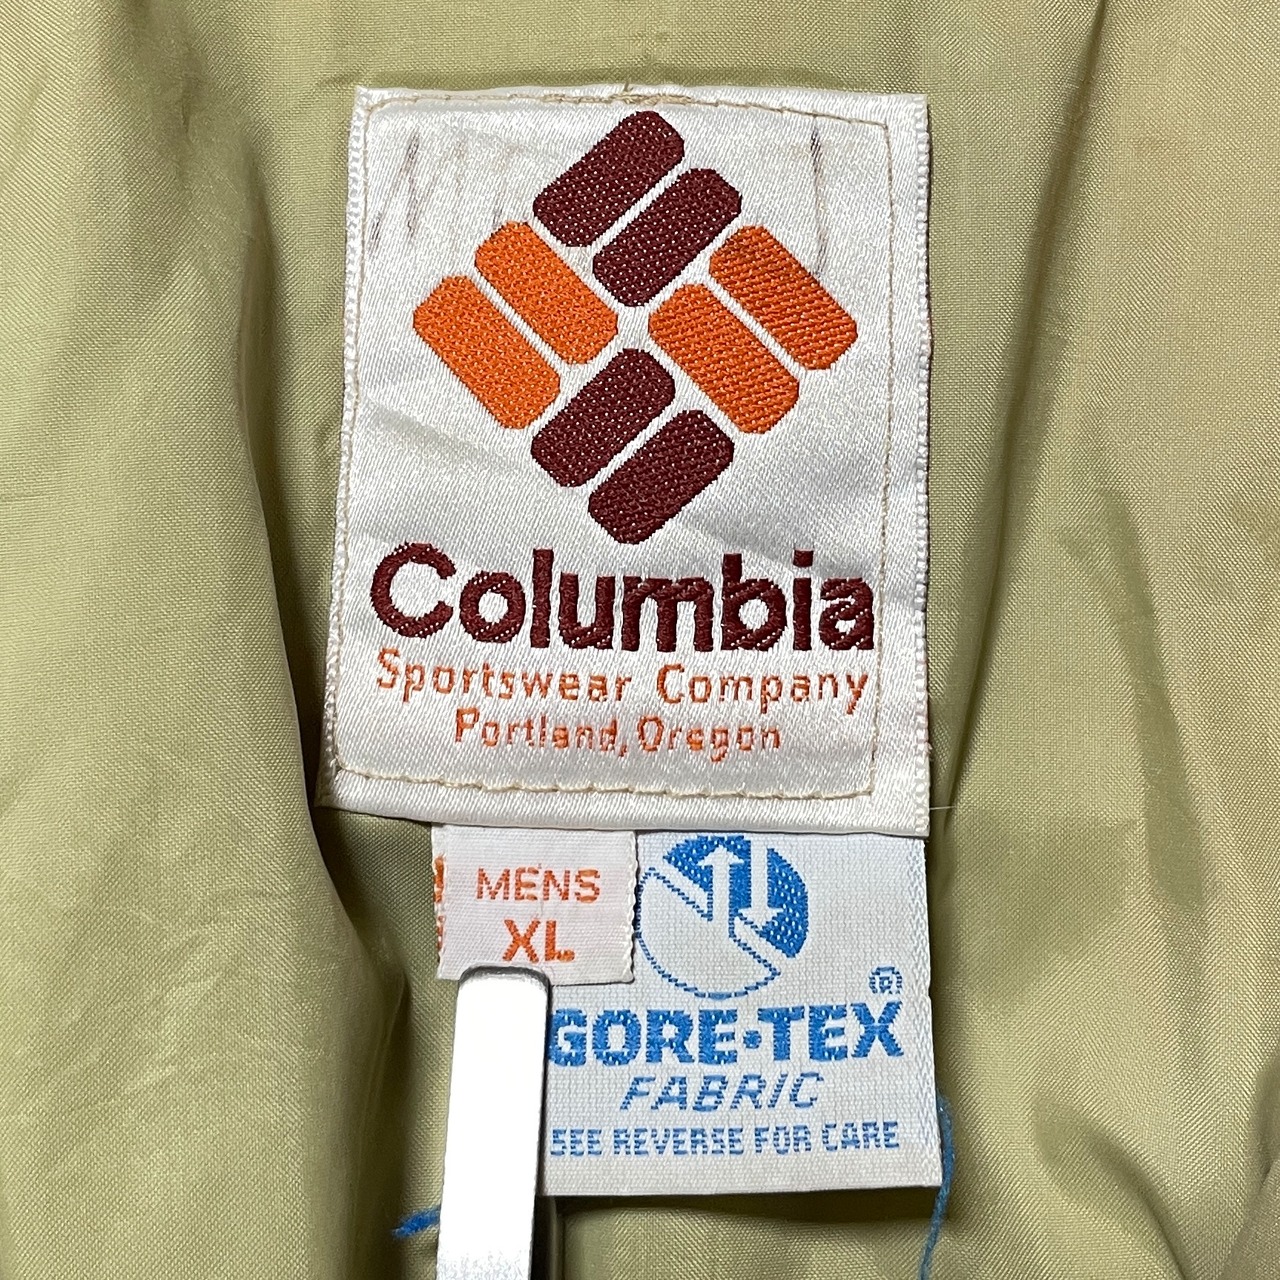 Columbia
Sportswear Company
Portland, Oregon
MENS
XL
GORE·TEX®
FABRIC
SEE REVERSE FOR CARE